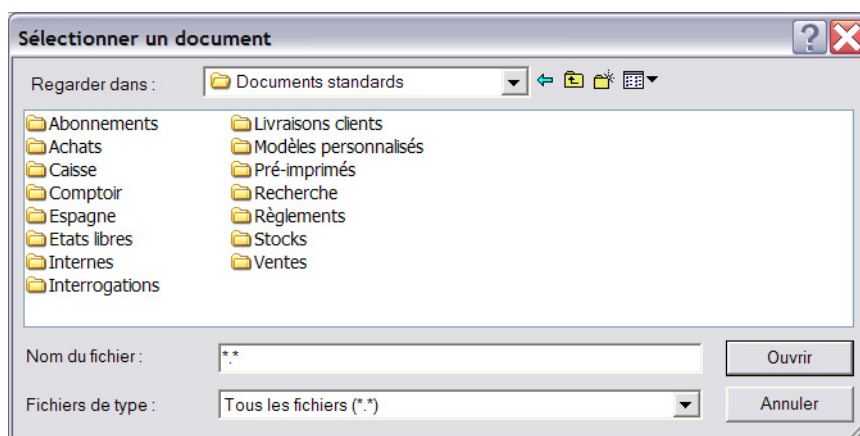 Sélectionner un document
Regarder dans :
Documents standards
Abonnements
Achats
Caisse
Comptoir
Espagne
Etats libres
Internes
Interrogations
Livraisons clients
Modèles personnalisés
Pré-imprimés
Recherche
Règlements
Stocks
Ventes
Nom du fichier :
*.*
Ouvrir
Fichiers de type :
Tous les fichiers (*.*)
Annuler